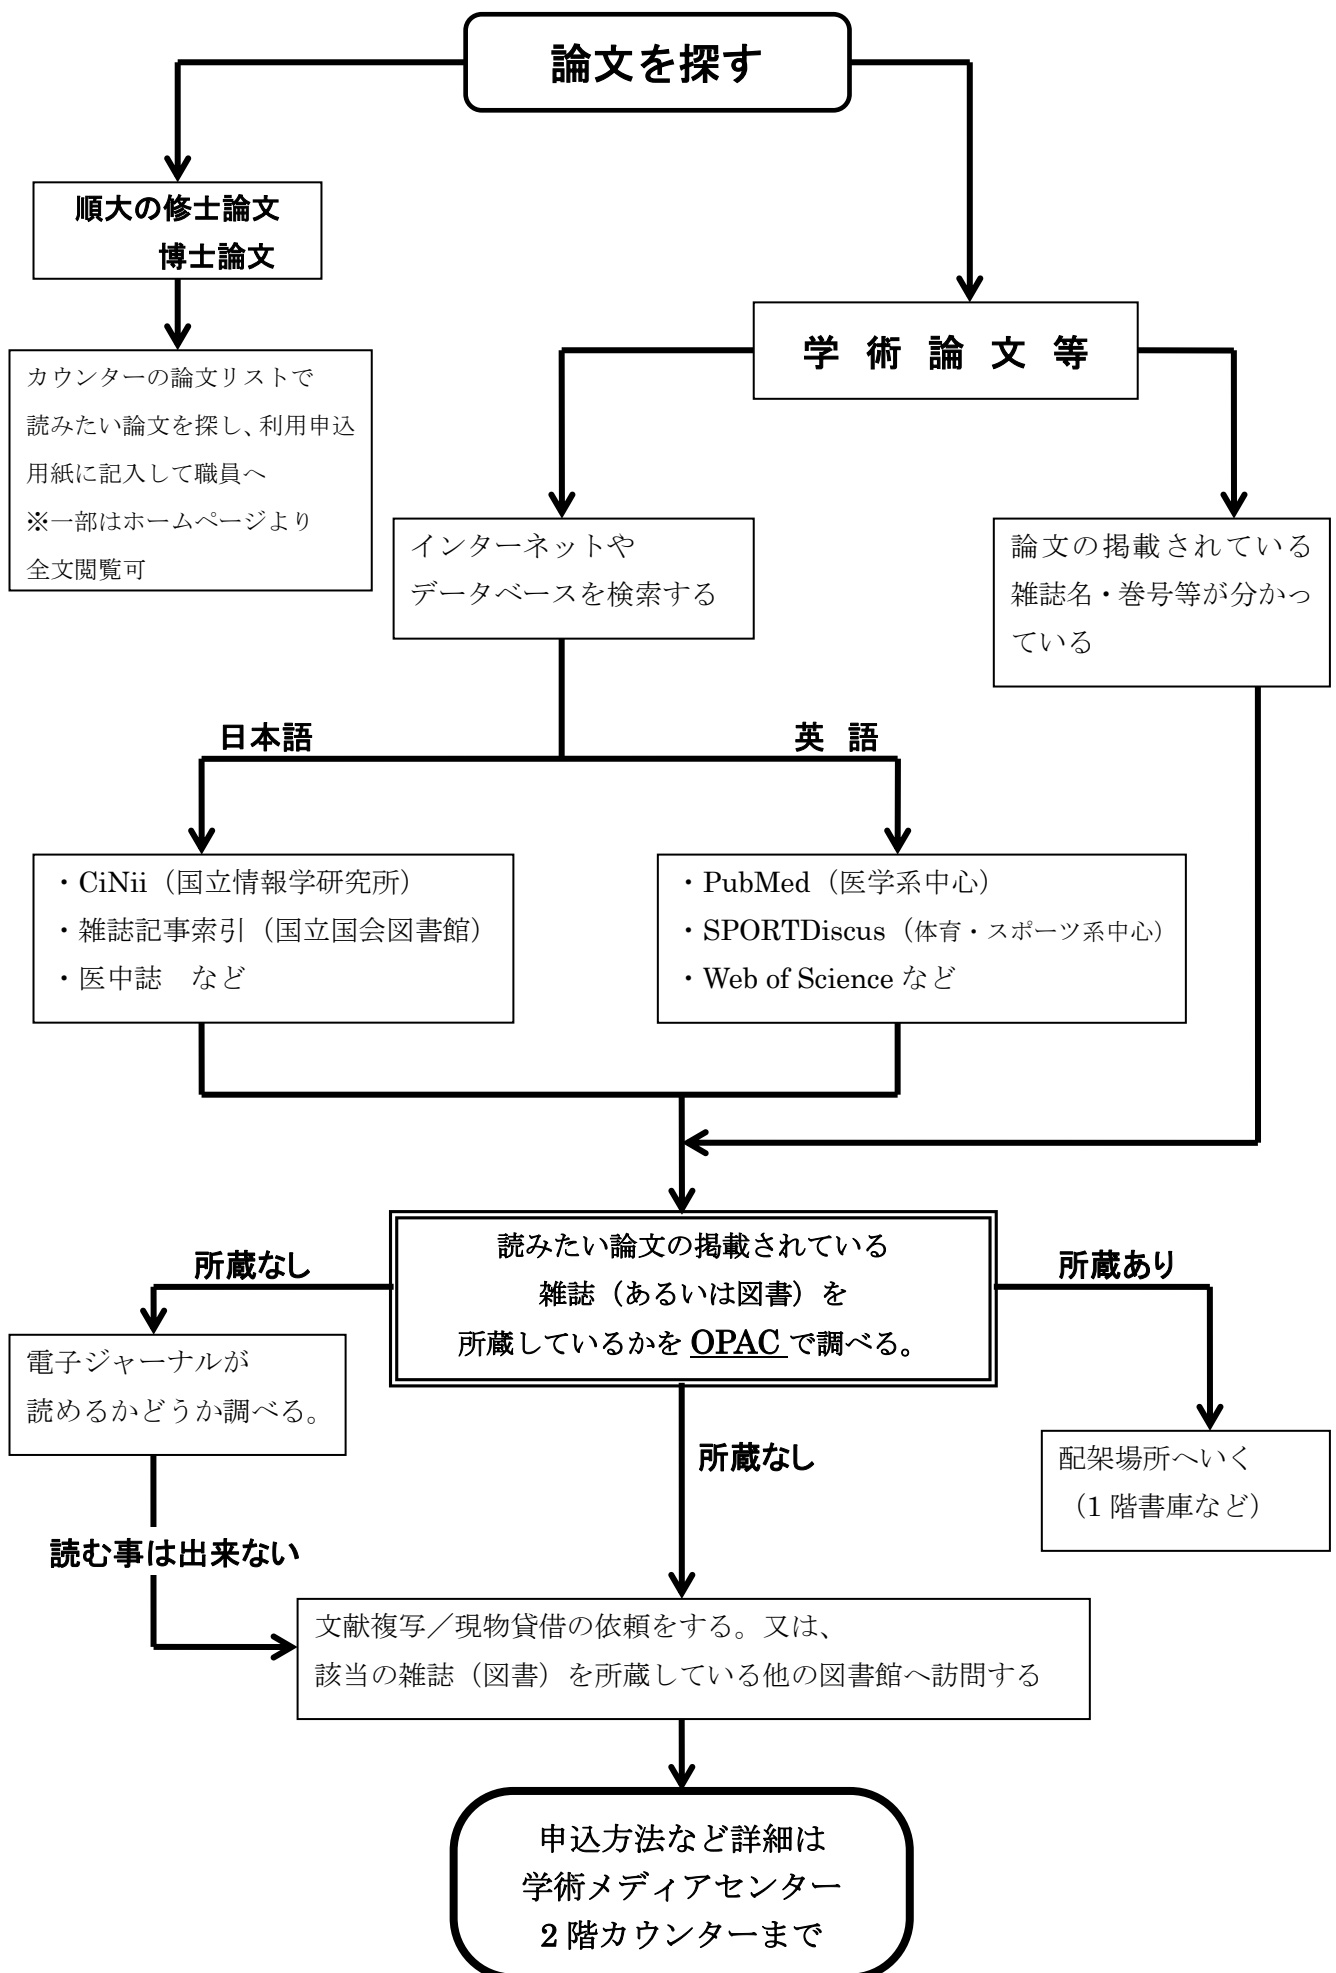 論文を探す
順大の修士論文
博士論文
カウンターの論文リストで
読みたい論文を探し、利用申込
用紙に記入して職員へ
※一部はホームページより
全文閲覧可
学 術 論 文 等
インターネットや
データベースを検索する
論文の掲載されている
雑誌名・巻号等が分かっ
ている
日本語
英 語
・CiNii（国立情報学研究所）
・雑誌記事索引（国立国会図書館）
・医中誌　など
・PubMed（医学系中心）
・SPORTDiscus（体育・スポーツ系中心）
・Web of Science など
読みたい論文の掲載されている
雑誌（あるいは図書）を
所蔵しているかを OPAC で調べる。
所蔵なし
所蔵あり
電子ジャーナルが
読めるかどうか調べる。
所蔵なし
配架場所へいく
（1 階書庫など）
読む事は出来ない
文献複写／現物貸借の依頼をする。又は、
該当の雑誌（図書）を所蔵している他の図書館へ訪問する
申込方法など詳細は
学術メディアセンター
2 階カウンターまで